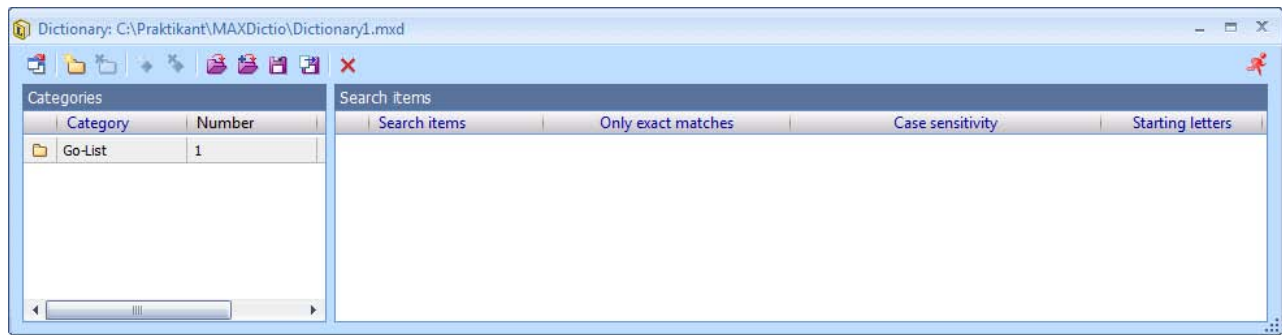 Dictionary: C:\Praktikant\MAXDictio\Dictionary1.mxd
Categories
Search items
Category Number
Search items Only exact matches Case sensitivity Starting letters
Go-List 1